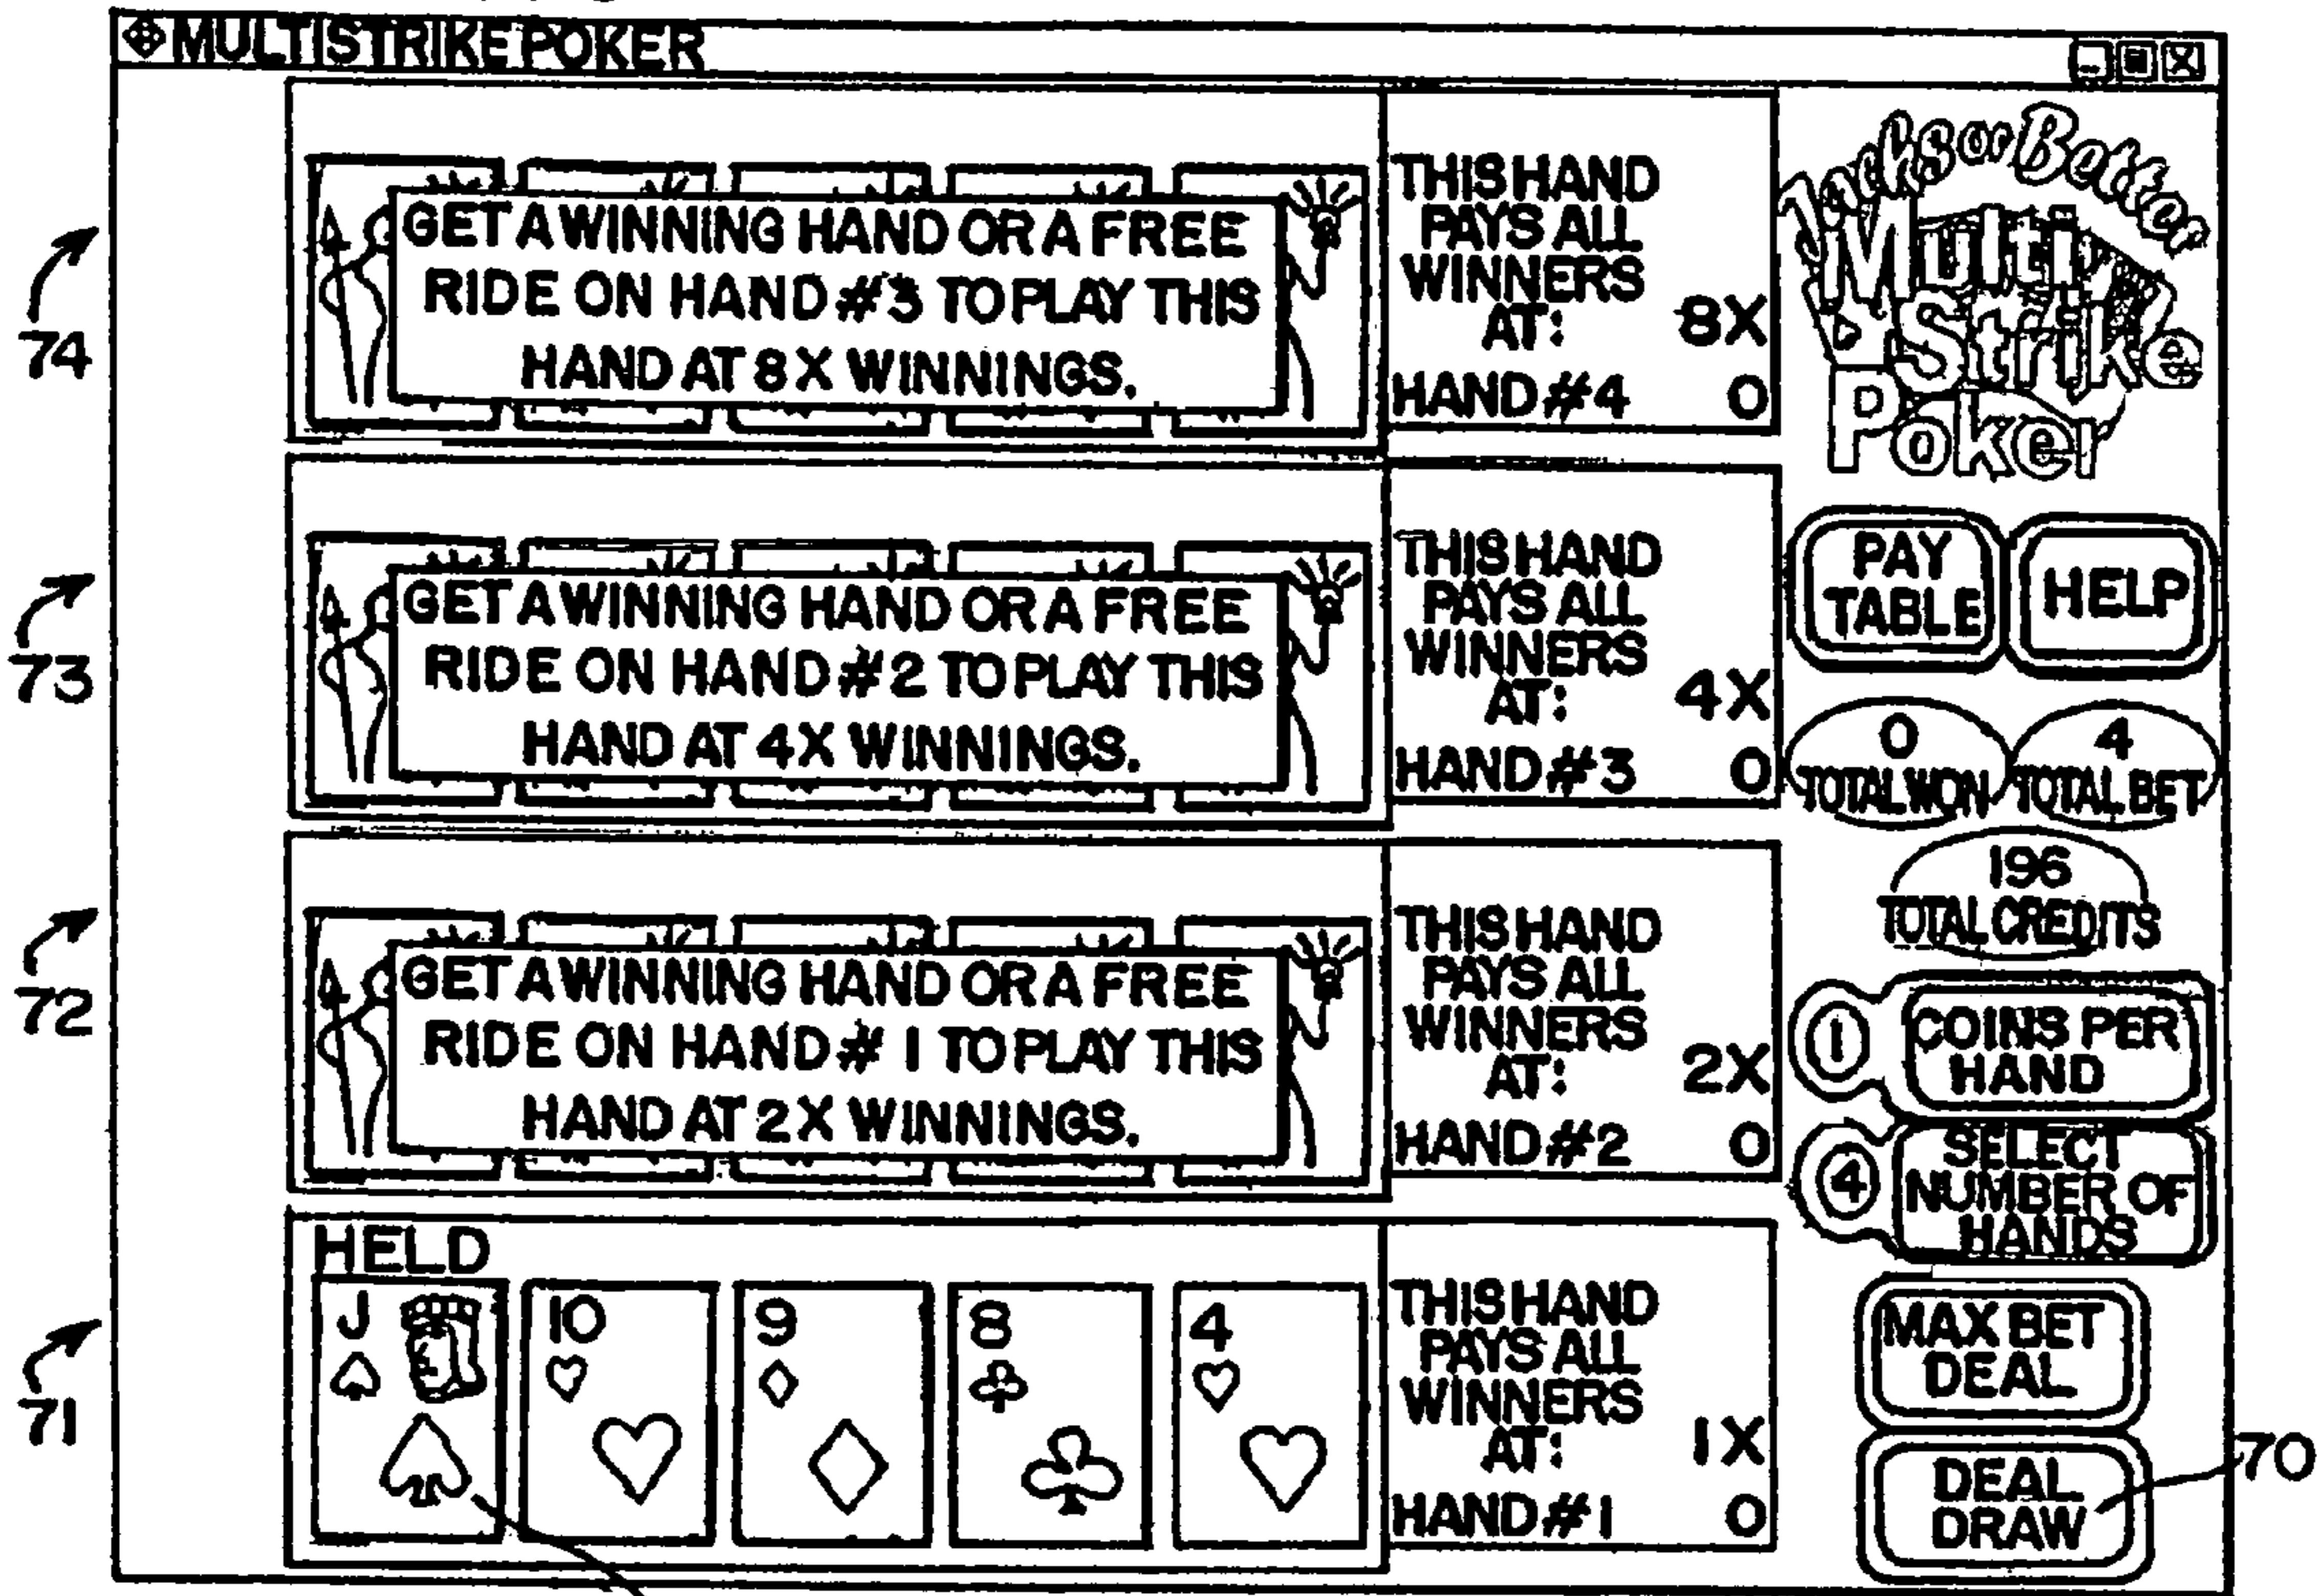 MULTISTRIKE POKER
GET A WINNING HAND OR A FREE
RIDE ON HAND #3 TO PLAY THIS
HAND AT 8X WINNINGS.
THIS HAND
PAYS ALL
WINNERS
AT: 8X
HAND #4 0
Jacks or Better
Multi
Strike
Poker
74
GET A WINNING HAND OR A FREE
RIDE ON HAND #2 TO PLAY THIS
HAND AT 4X WINNINGS.
THIS HAND
PAYS ALL
WINNERS
AT: 4X
HAND #3 0
PAY
TABLE
HELP
73
0
TOTAL WON
4
TOTAL BET
GET A WINNING HAND OR A FREE
RIDE ON HAND # 1 TO PLAY THIS
HAND AT 2X WINNINGS.
THIS HAND
PAYS ALL
WINNERS
AT: 2X
HAND #2 0
196
TOTAL CREDITS
72
1
COINS PER
HAND
4
SELECT
NUMBER OF
HANDS
HELD
J 10 9 8 4
THIS HAND
PAYS ALL
WINNERS
AT: 1X
HAND #1 0
71
MAX BET
DEAL
DEAL
DRAW
70